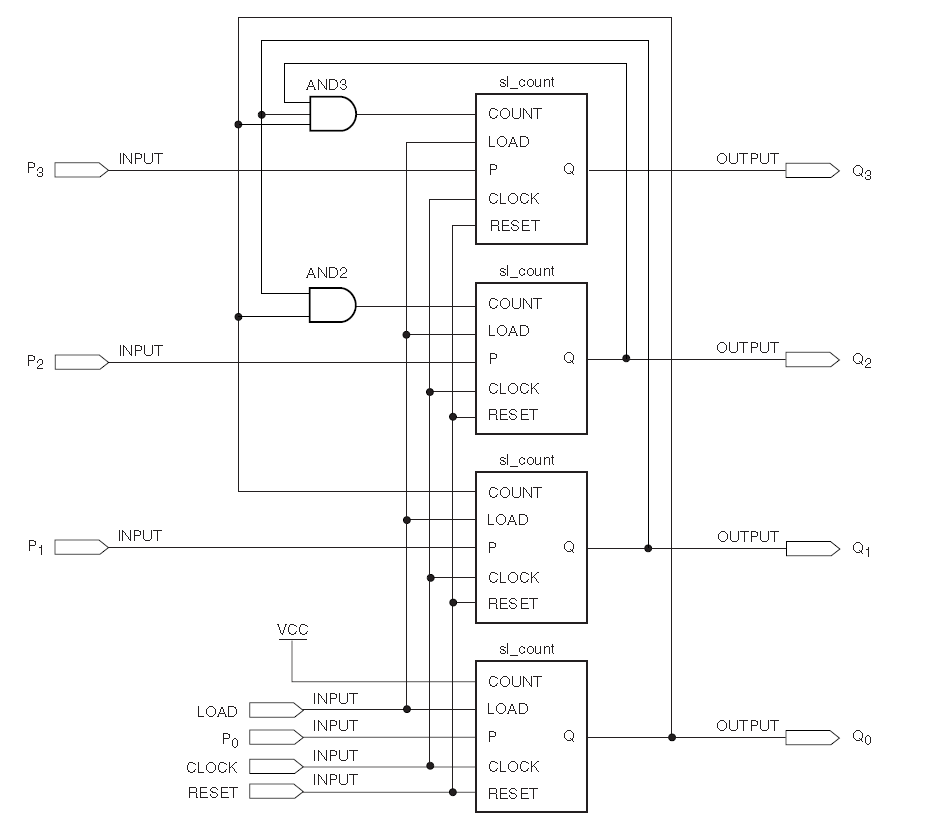 AND3
sl_count
COUNT
LOAD
P3 INPUT
P Q
OUTPUT Q3
CLOCK
RESET
AND2
sl_count
COUNT
LOAD
P2 INPUT
P Q
OUTPUT Q2
CLOCK
RESET
sl_count
COUNT
LOAD
P1 INPUT
P Q
OUTPUT Q1
CLOCK
RESET
VCC
sl_count
COUNT
LOAD INPUT
LOAD
P0 INPUT
P Q
OUTPUT Q0
CLOCK INPUT
CLOCK
RESET INPUT
RESET